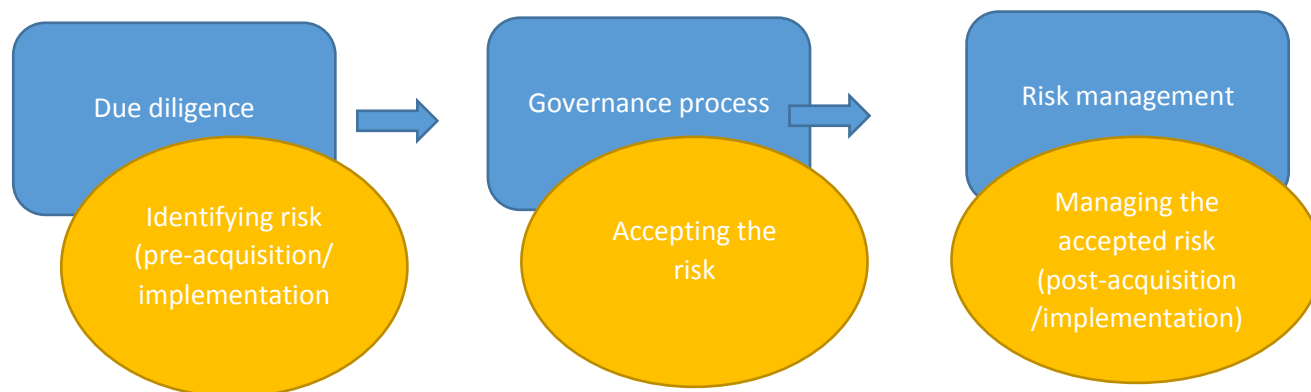 Due diligence
Identifying risk
(pre-acquisition/
implementation
Governance process
Accepting the
risk
Risk management
Managing the
accepted risk
(post-acquisition
/implementation)